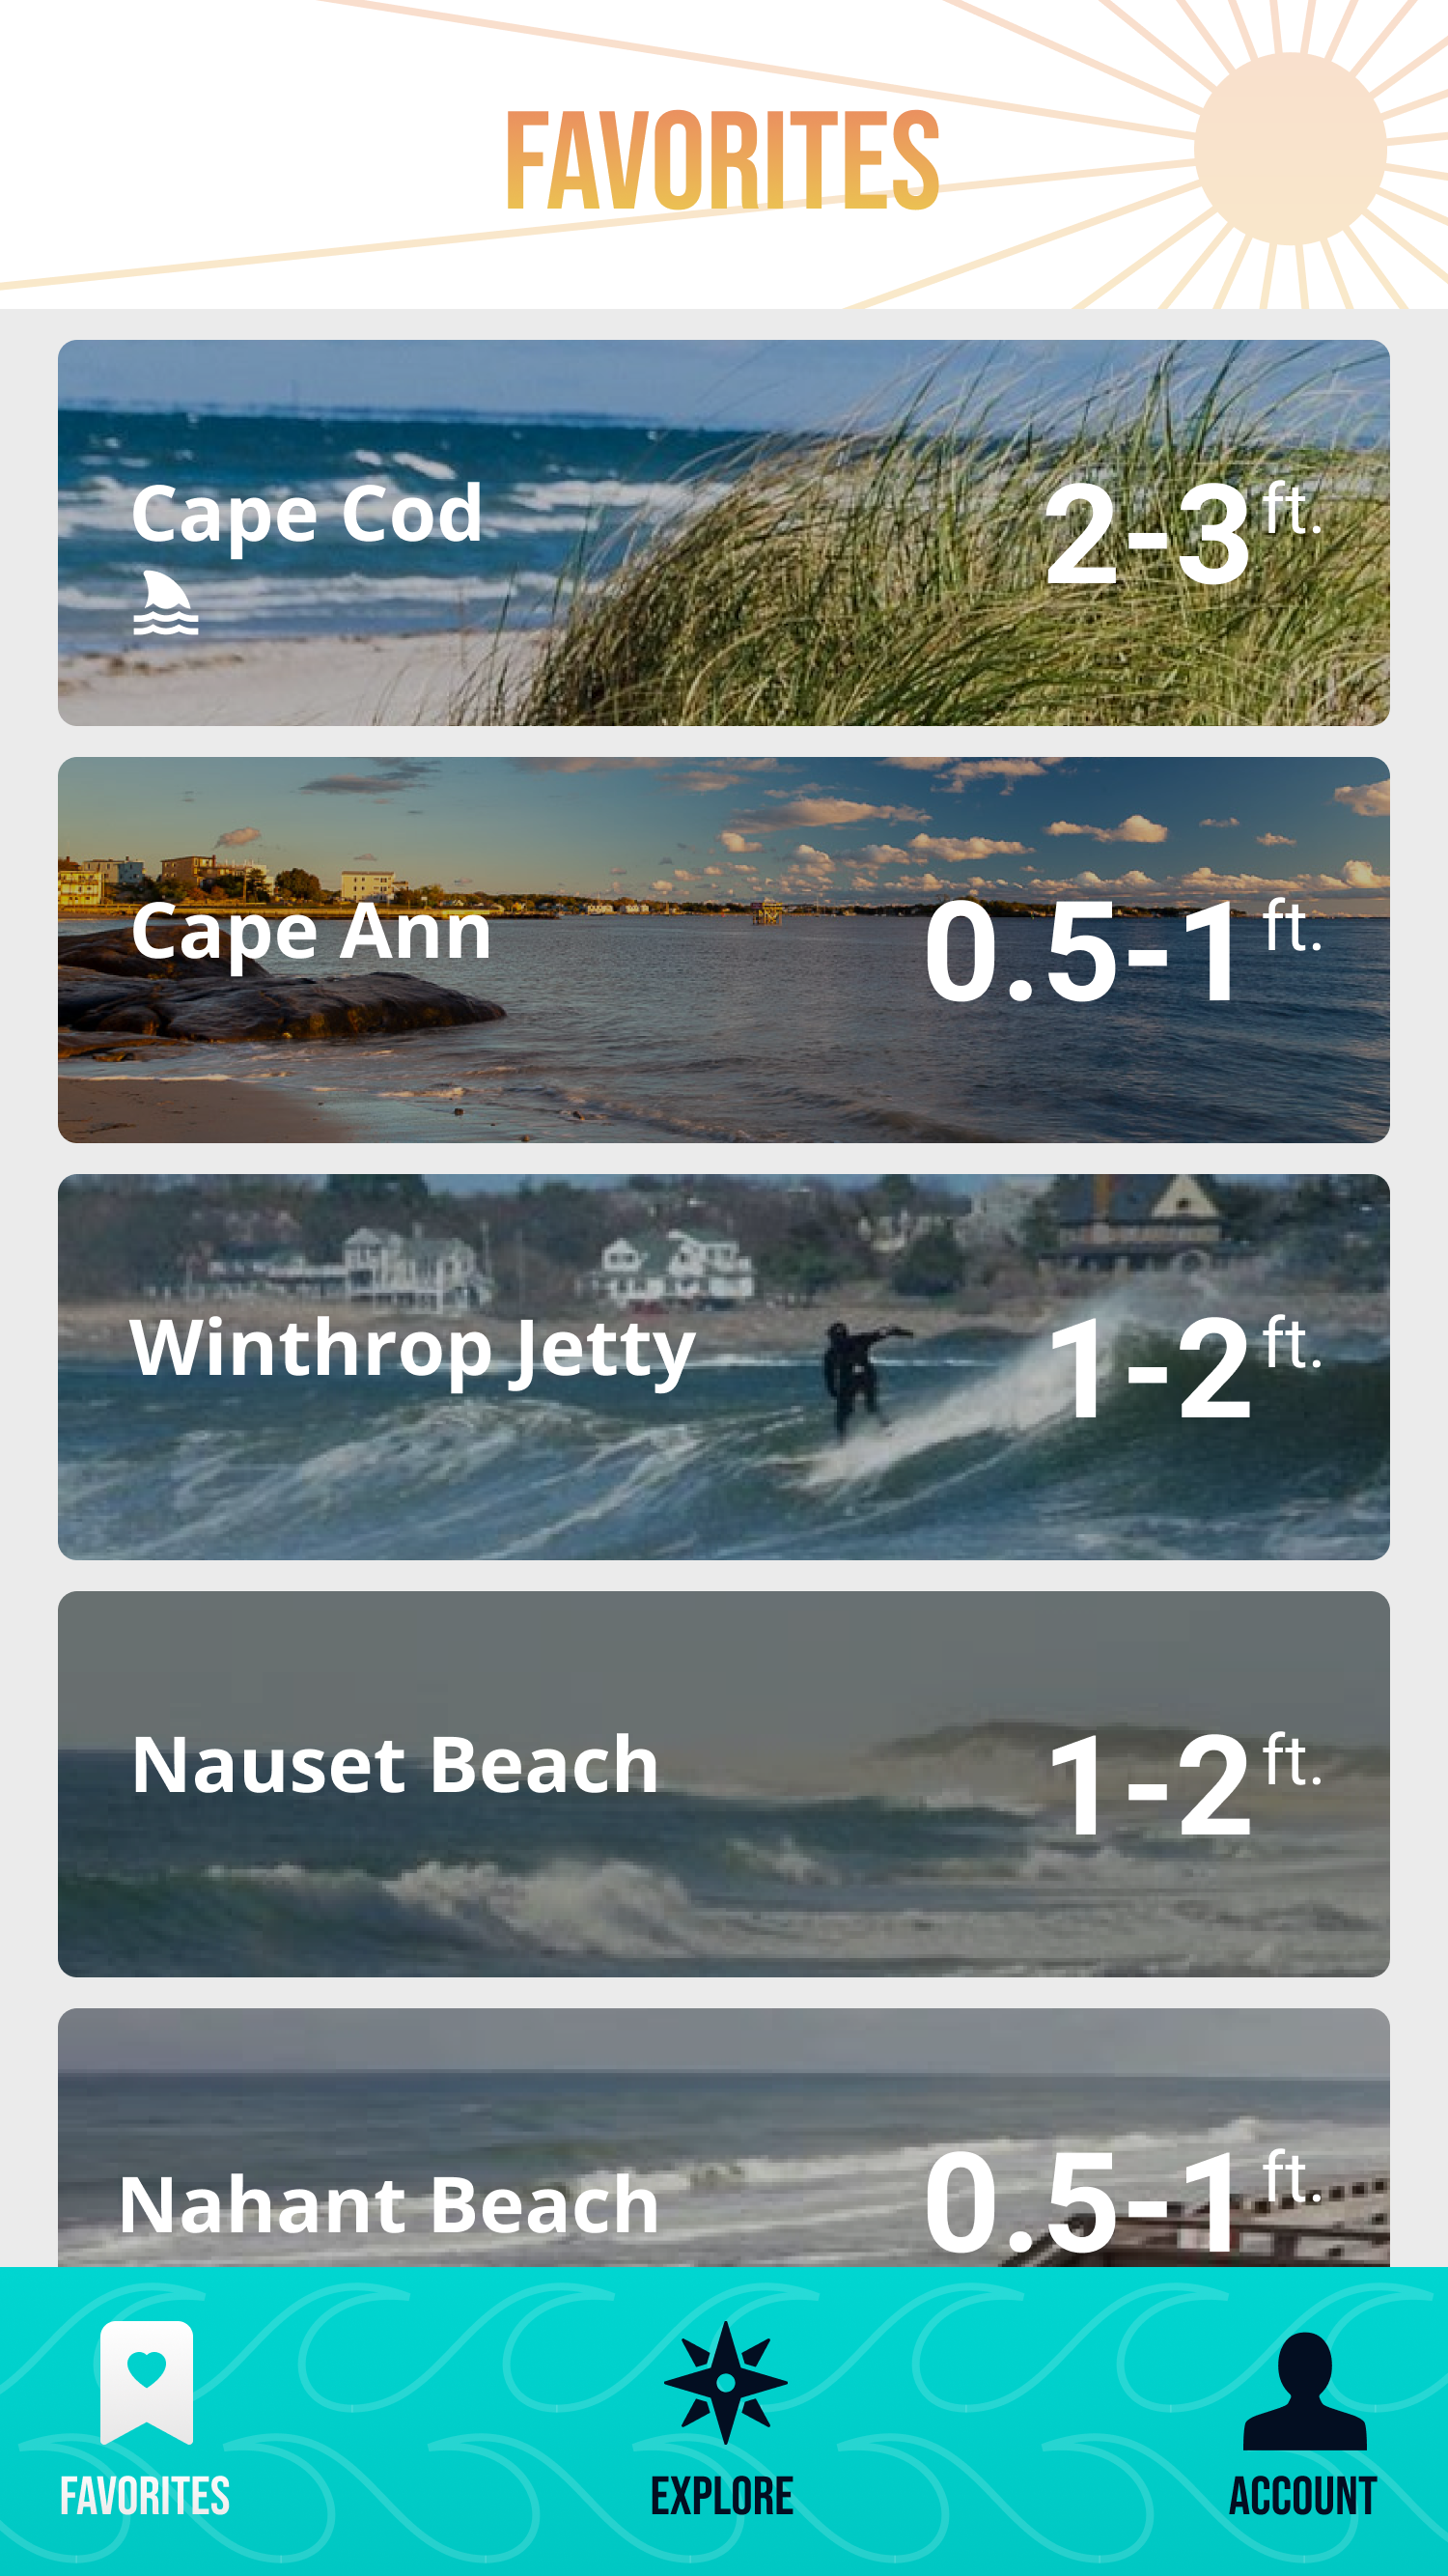 FAVORITES
Cape Cod
2-3 ft.
Cape Ann
0.5-1 ft.
Winthrop Jetty
1-2 ft.
Nauset Beach
1-2 ft.
Nahant Beach
0.5-1 ft.
FAVORITES
EXPLORE
ACCOUNT